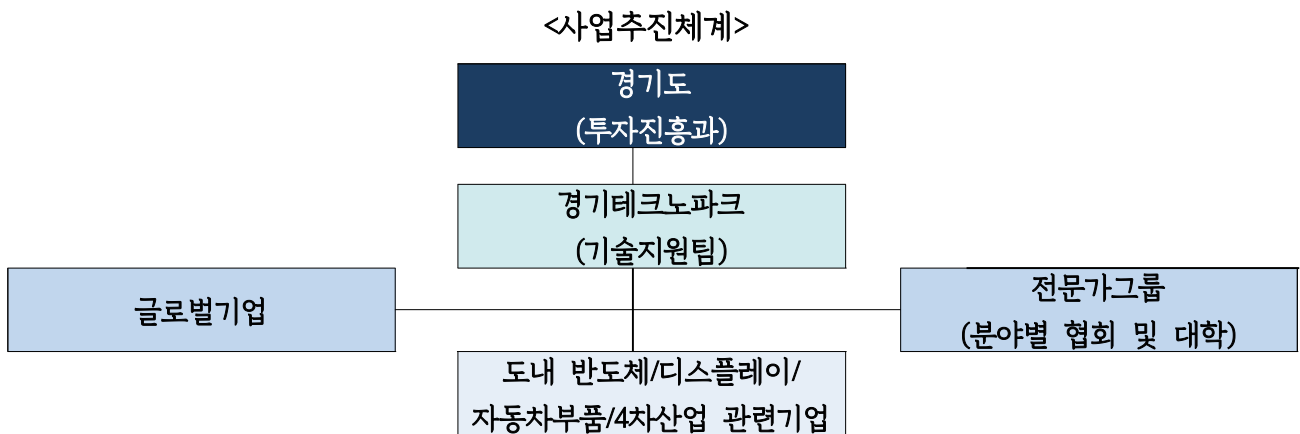 <사업추진체계>
경기도
(투자진흥과)
경기테크노파크
(기술지원팀)
글로벌기업
전문가그룹
(분야별 협회 및 대학)
도내 반도체/디스플레이/
자동차부품/4차산업 관련기업